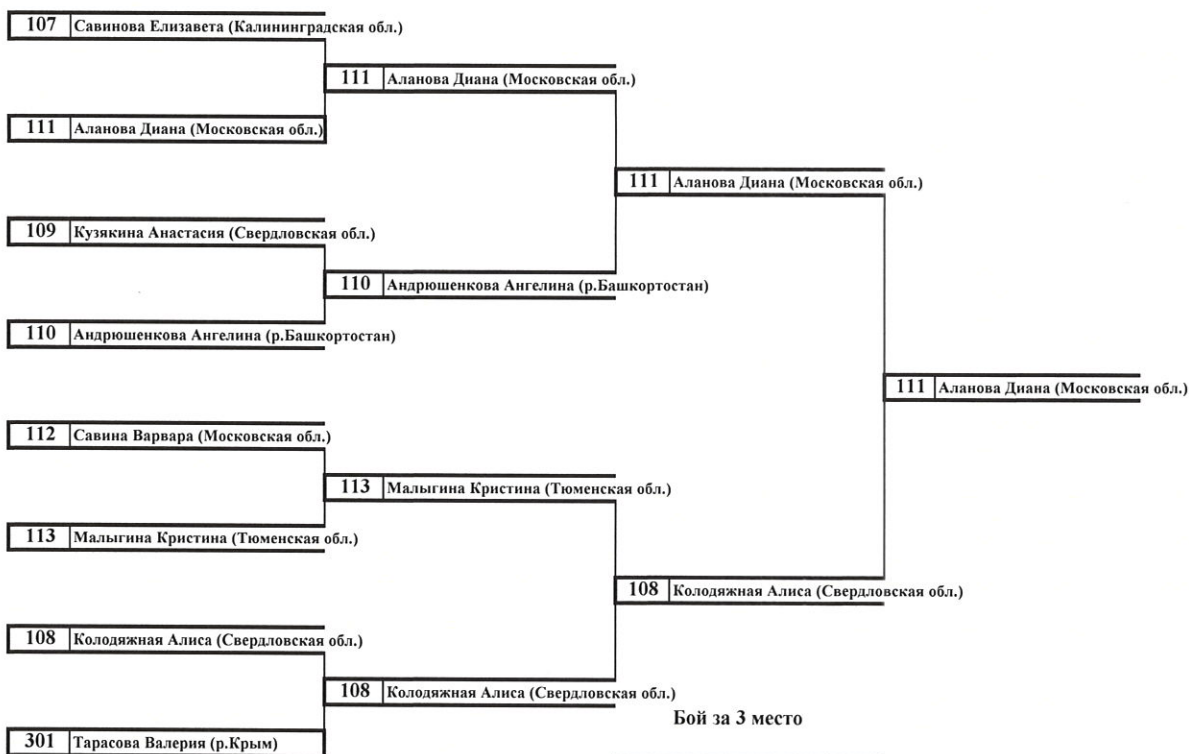 107 Савинова Елизавета (Калининградская обл.)
111 Аланова Диана (Московская обл.)
111 Аланова Диана (Московская обл.)
111 Аланова Диана (Московская обл.)
109 Кузякина Анастасия (Свердловская обл.)
110 Андрюшенкова Ангелина (р.Башкортостан)
110 Андрюшенкова Ангелина (р.Башкортостан)
111 Аланова Диана (Московская обл.)
112 Савина Варвара (Московская обл.)
113 Малыгина Кристина (Тюменская обл.)
113 Малыгина Кристина (Тюменская обл.)
108 Колодяжная Алиса (Свердловская обл.)
108 Колодяжная Алиса (Свердловская обл.)
108 Колодяжная Алиса (Свердловская обл.)
Бой за 3 место
301 Тарасова Валерия (р.Крым)